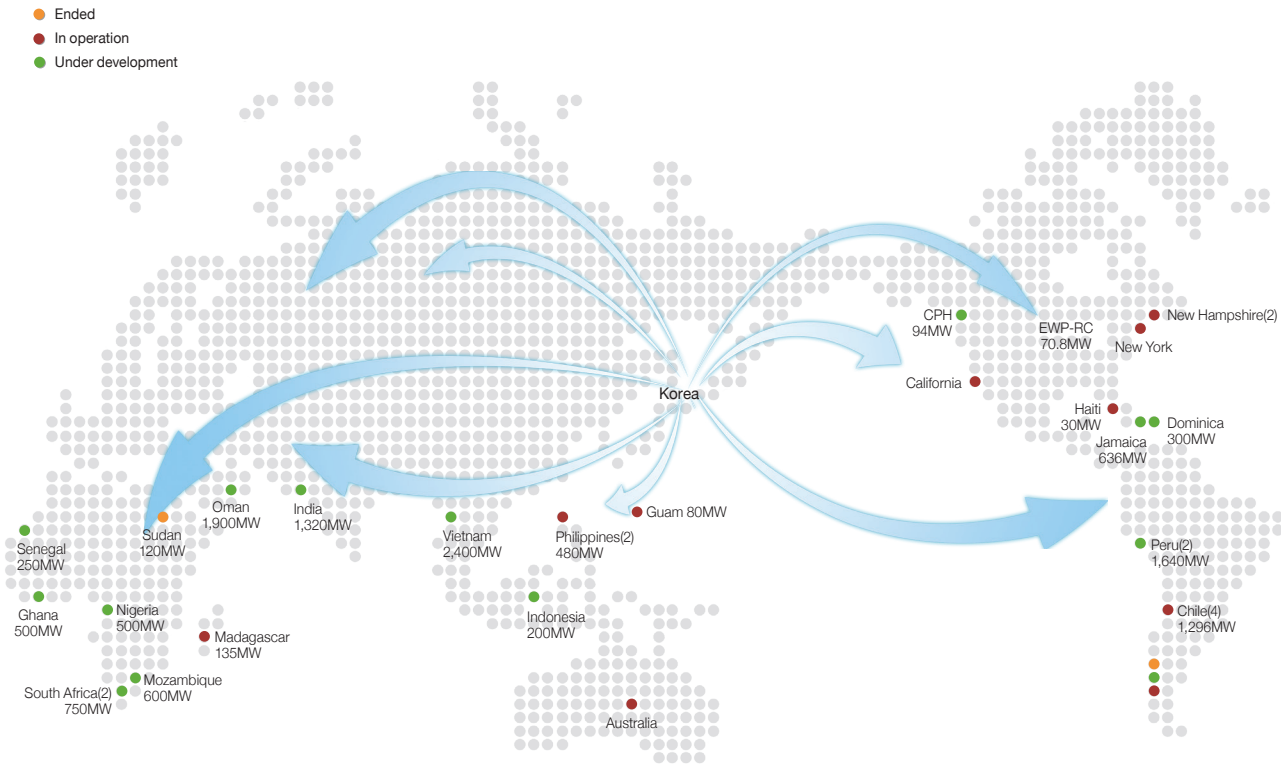 Ended
In operation
Under development
CPH
94MW
EWP-RC
70.8MW
New Hampshire(2)
New York
California
Korea
Haiti
30MW
Dominica
300MW
Jamaica
636MW
Oman
1,900MW
India
1,320MW
Guam 80MW
Sudan
120MW
Vietnam
2,400MW
Philippines(2)
480MW
Senegal
250MW
Peru(2)
1,640MW
Ghana
500MW
Nigeria
500MW
Indonesia
200MW
Chile(4)
1,296MW
Madagascar
135MW
Mozambique
600MW
South Africa(2)
750MW
Australia